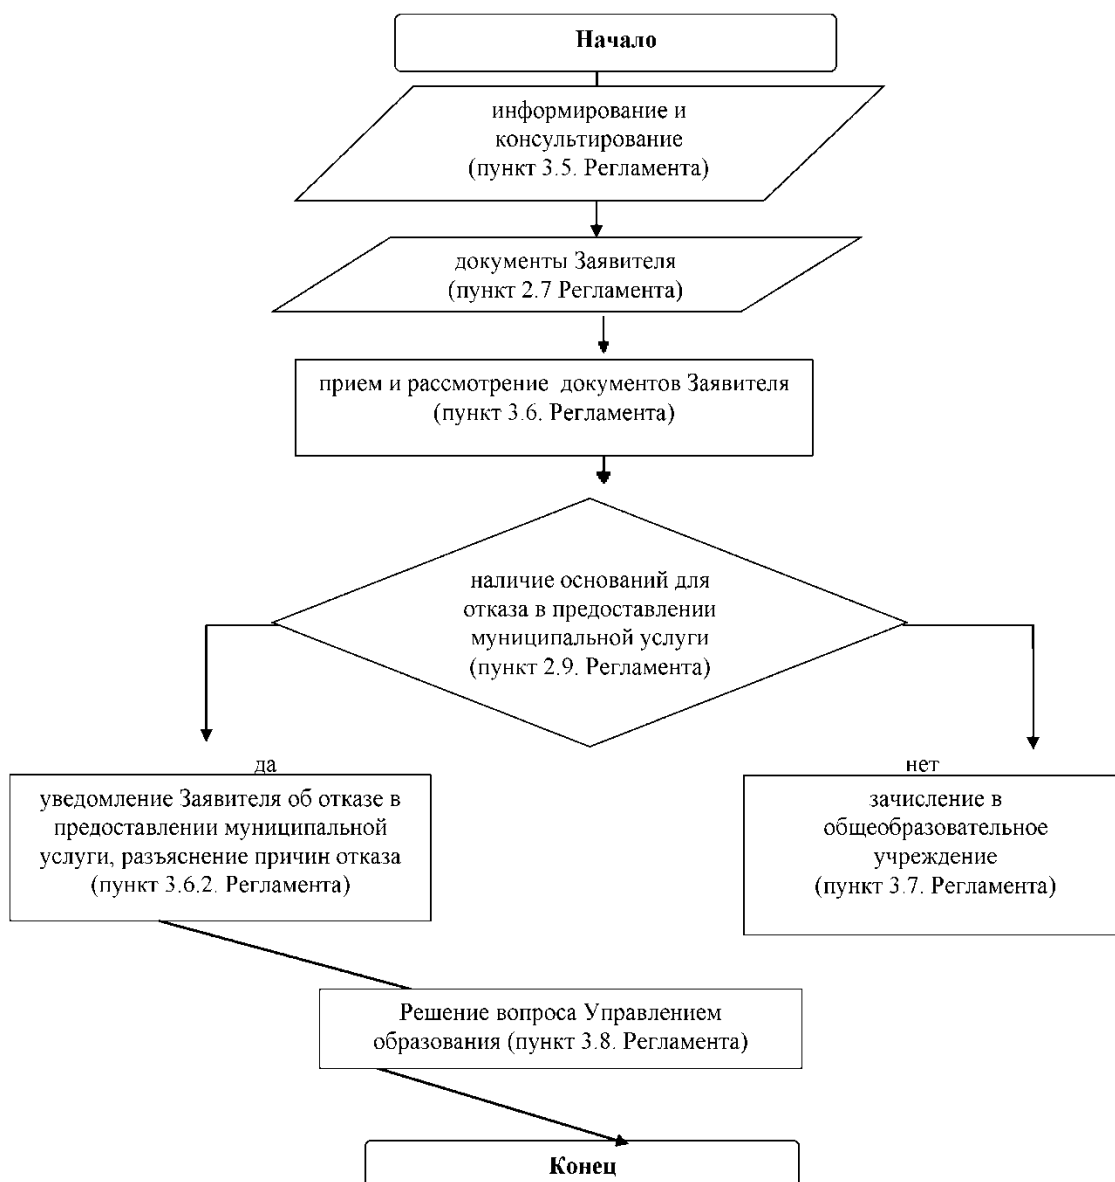 Начало
информирование и
консультирование
(пункт 3.5. Регламента)
документы Заявителя
(пункт 2.7 Регламента)
прием и рассмотрение документов Заявителя
(пункт 3.6. Регламента)
наличие оснований для
отказа в предоставлении
муниципальной услуги
(пункт 2.9. Регламента)
да
нет
уведомление Заявителя об отказе в
предоставлении муниципальной
услуги, разъяснение причин отказа
(пункт 3.6.2. Регламента)
зачисление в
общеобразовательное
учреждение
(пункт 3.7. Регламента)
Решение вопроса Управлением
образования (пункт 3.8. Регламента)
Конец